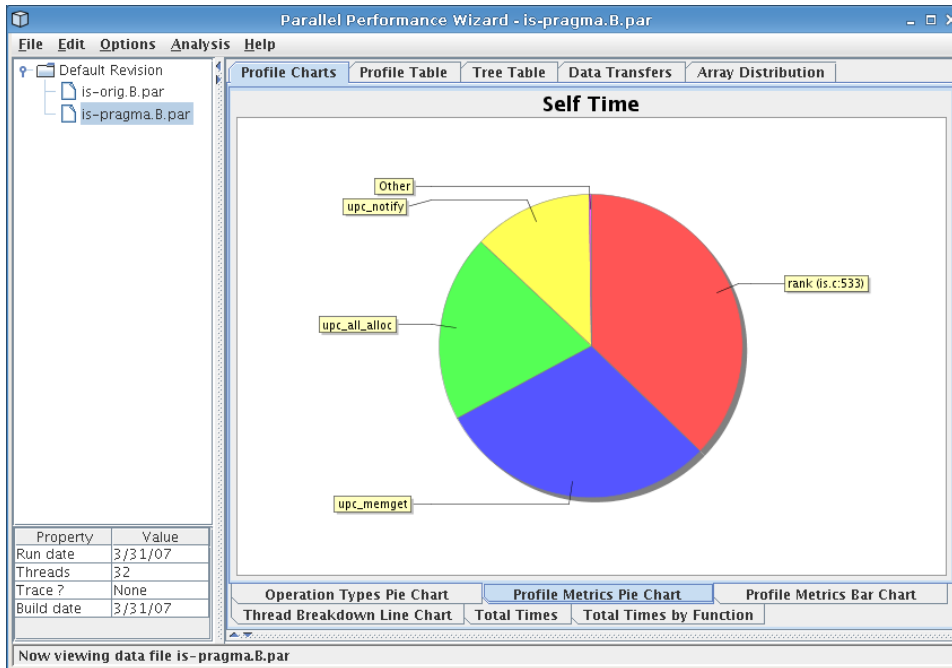 Parallel Performance Wizard - is-pragma.B.par
File Edit Options Analysis Help
Default Revision
is-orig.B.par
is-pragma.B.par
Profile Charts Profile Table Tree Table Data Transfers Array Distribution
Self Time
Other
upc_notify
rank (is.c:533)
upc_all_alloc
upc_memget
Property Value
Run date 3/31/07
Threads 32
Trace ? None
Build date 3/31/07
Operation Types Pie Chart Profile Metrics Pie Chart Profile Metrics Bar Chart
Thread Breakdown Line Chart Total Times Total Times by Function
Now viewing data file is-pragma.B.par